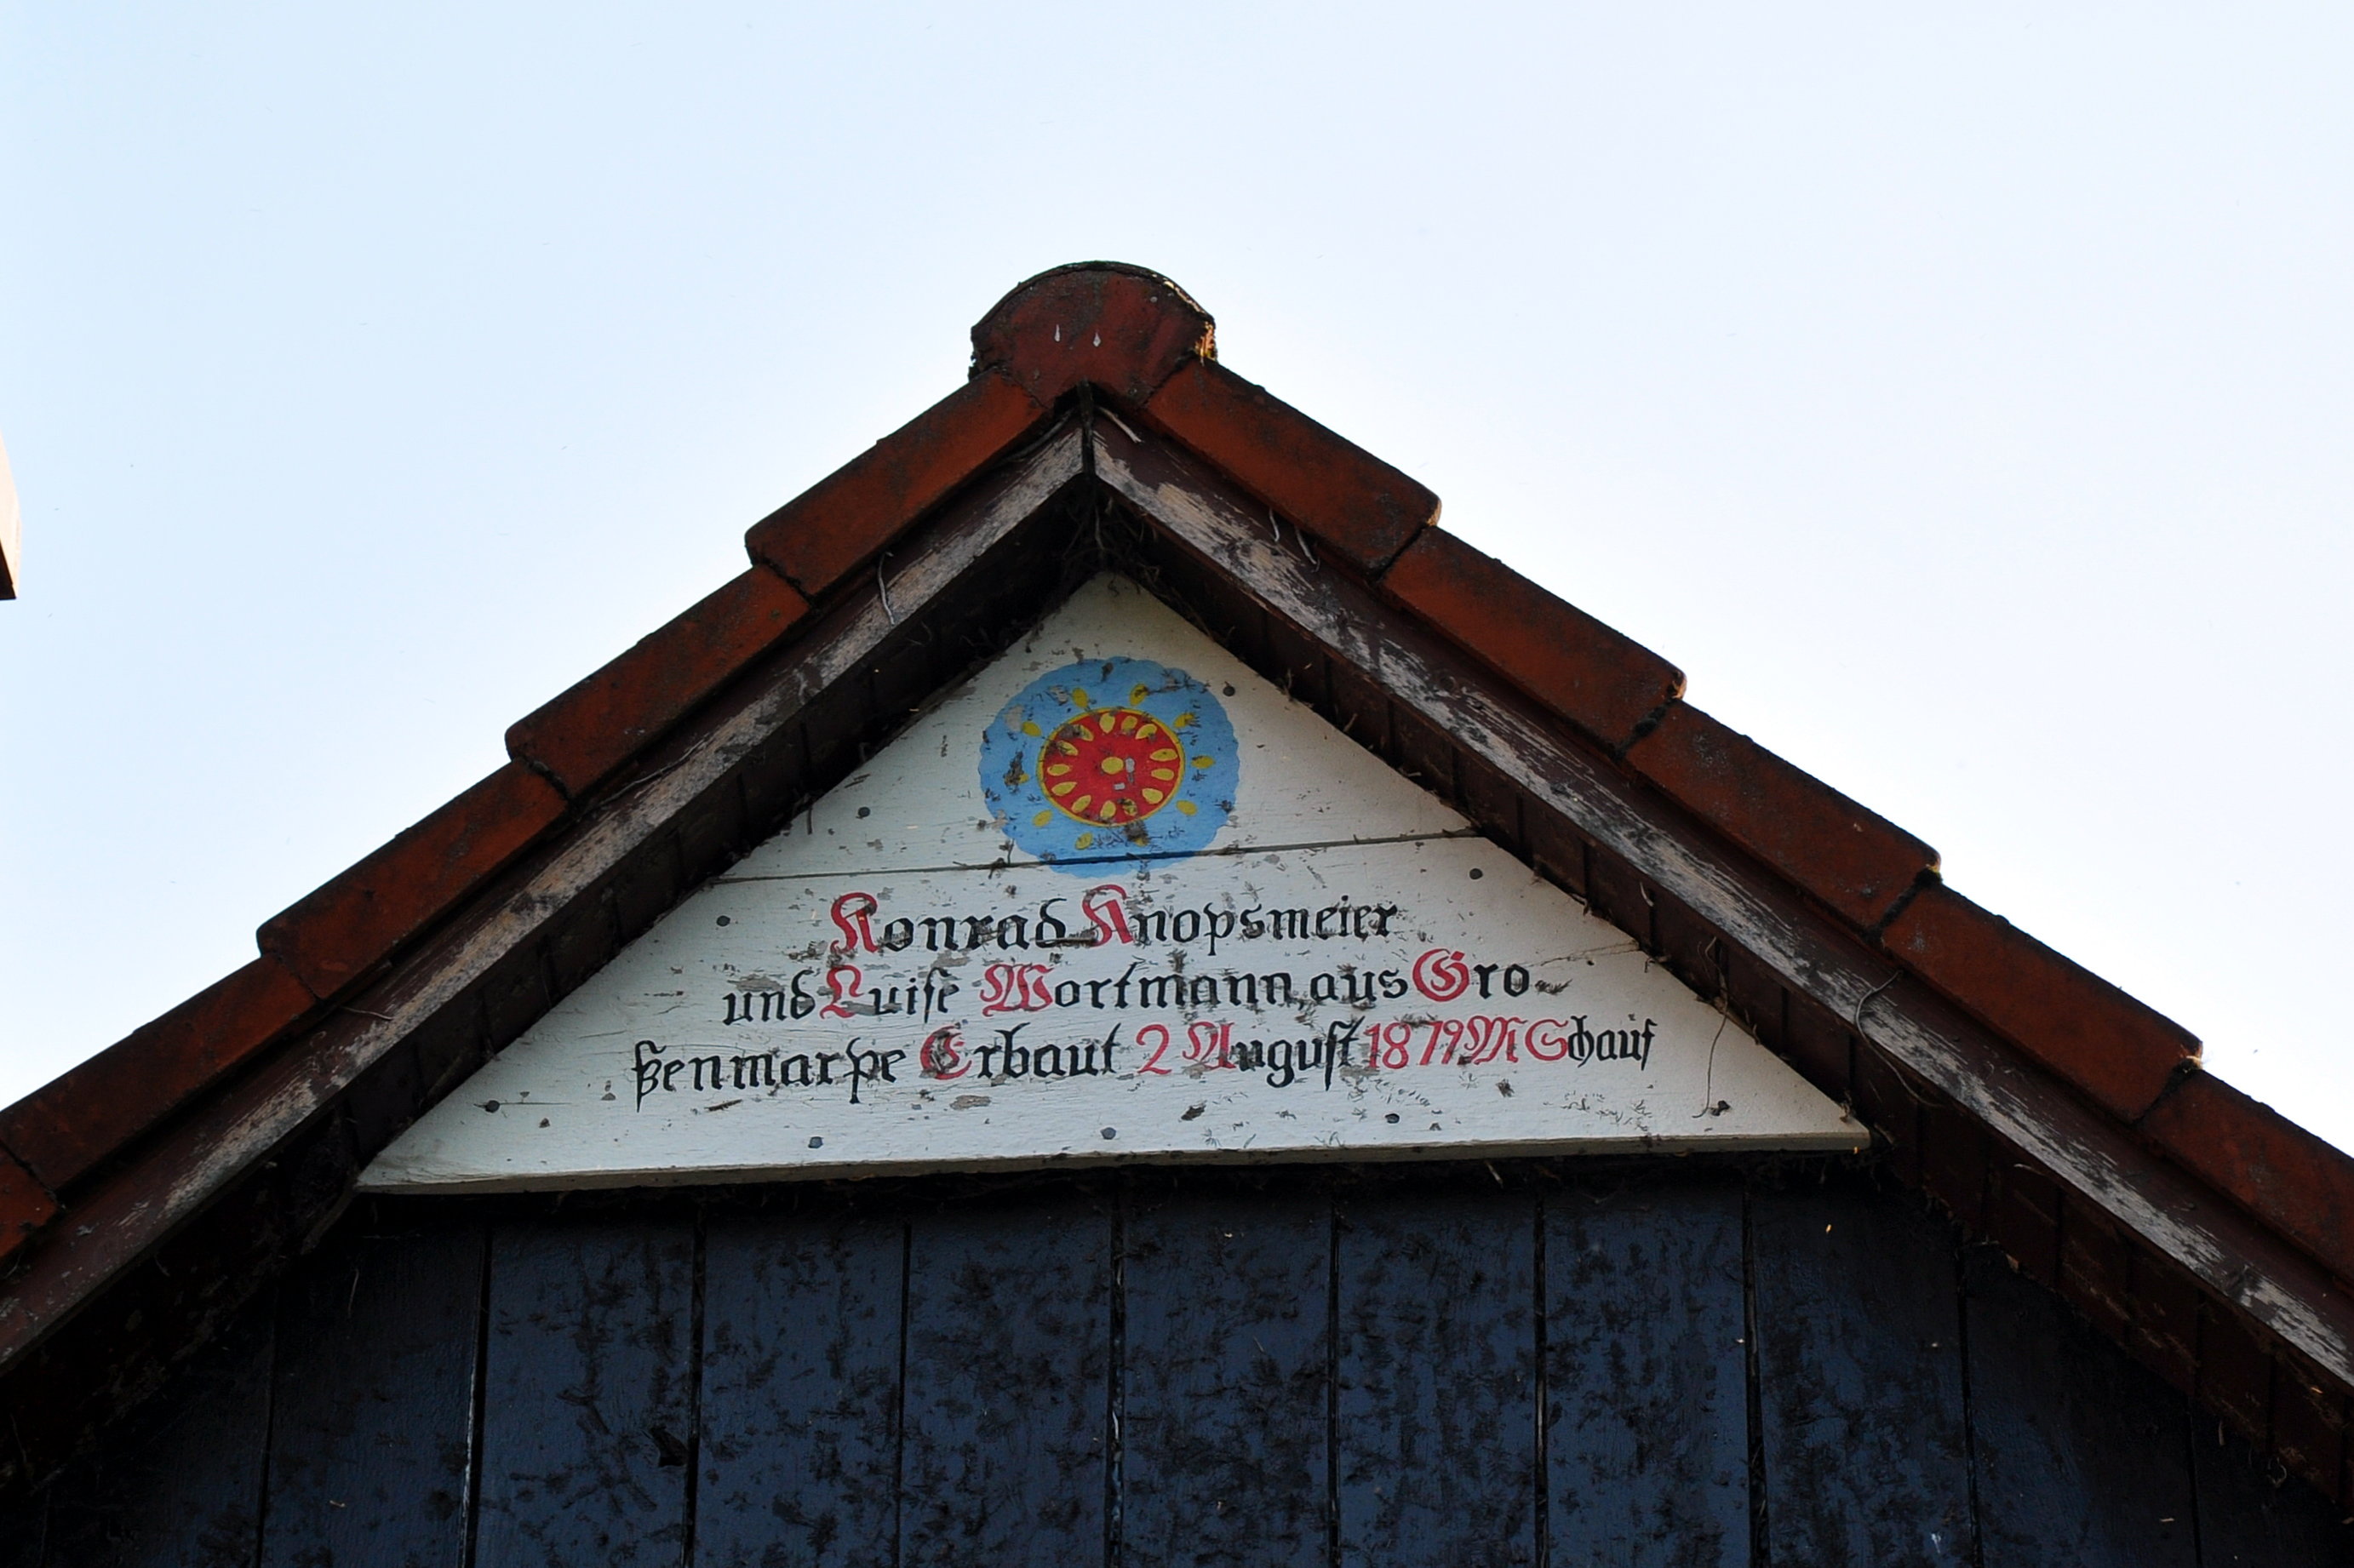 Konrad Knopsmeier
und Luise Wortmann, aus Gro-
ßenmarpe Erbaut 2 August 1879 M Schauf